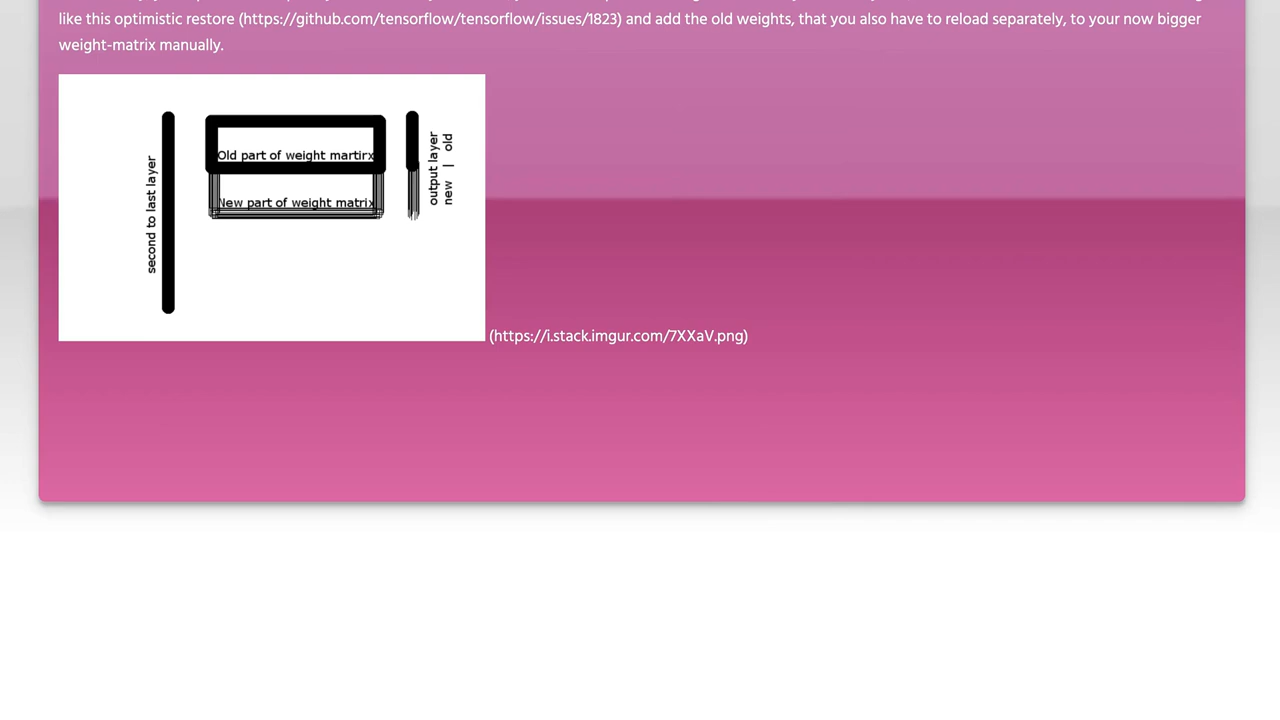 like this optimistic restore (https://github.com/tensorflow/tensorflow/issues/1823) and add the old weights, that you also have to reload separately, to your now bigger
weight-matrix manually.
second to last layer
Old part of weight martirx
New part of weight matrix
output layer
new | old
(https://i.stack.imgur.com/7XXaV.png)